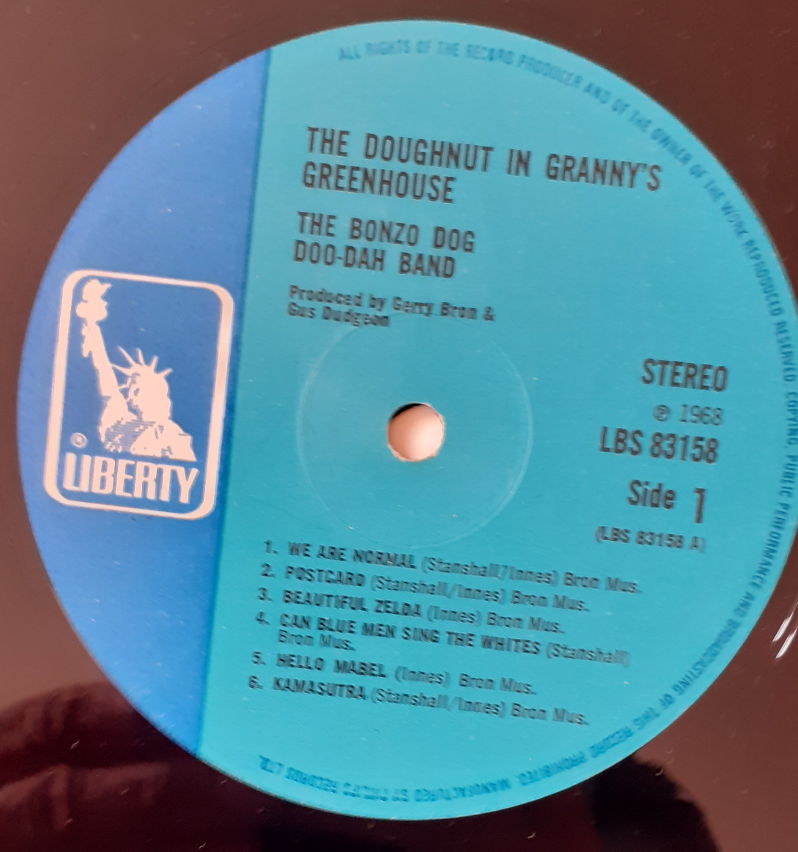 ALL RIGHTS OF THE RECORD PRODUCER AND OF THE OWNER OF THE WORK REPRODUCED RESERVED. COPYING, PUBLIC PERFORMANCE AND BROADCASTING OF THIS RECORD PROHIBITED. MANUFACTURED BY RECORDS LTD.
THE DOUGHNUT IN GRANNY'S
GREENHOUSE
THE BONZO DOG
DOO-DAH BAND
Produced by Gerry Bron &
Gus Dudgeon
STEREO
℗ 1968
LBS 83158
Side 1
(LBS 83158 A)
®
LIBERTY
1. WE ARE NORMAL (Stanshall/Innes) Bron Mus.
2. POSTCARD (Stanshall/Innes) Bron Mus.
3. BEAUTIFUL ZELDA (Innes) Bron Mus.
4. CAN BLUE MEN SING THE WHITES (Stanshall)
Bron Mus.
5. HELLO MABEL (Innes) Bron Mus.
6. KAMASUTRA (Stanshall/Innes) Bron Mus.